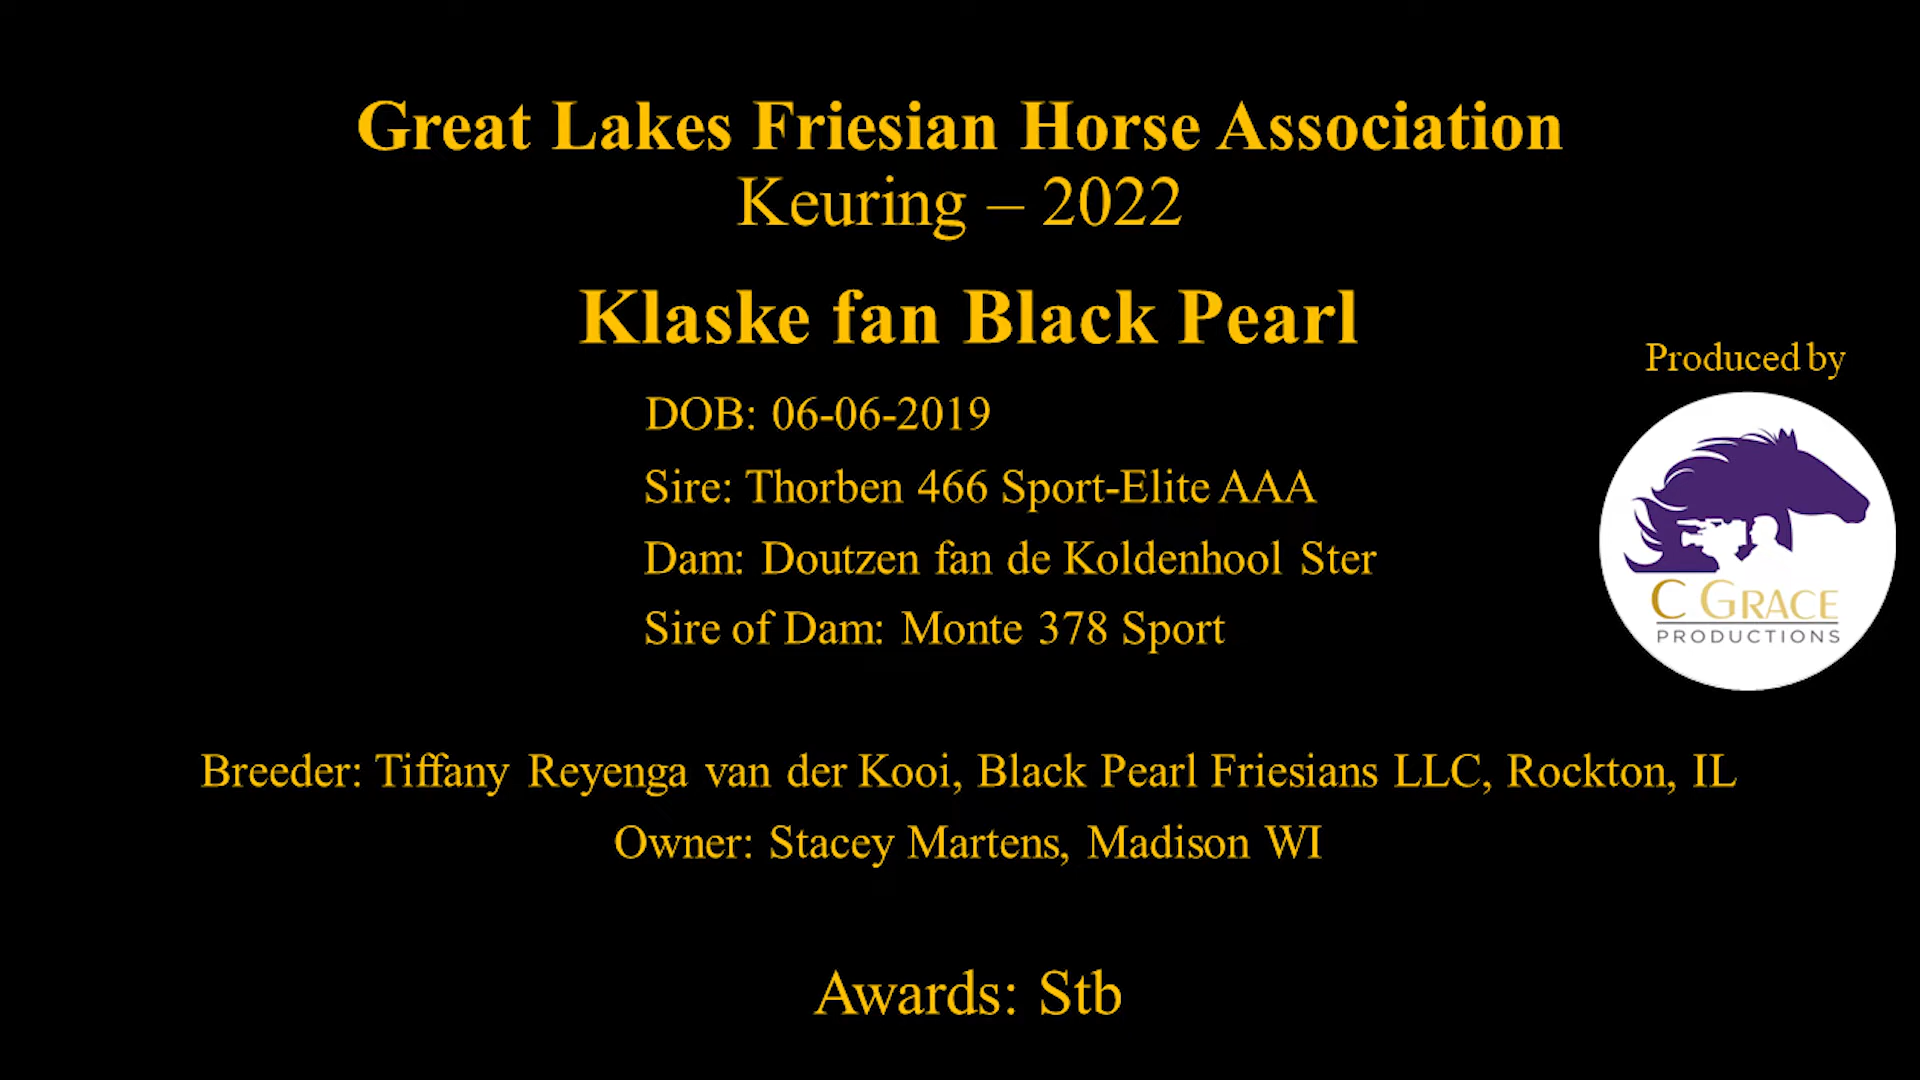 Great Lakes Friesian Horse Association
Keuring – 2022
Klaske fan Black Pearl
DOB: 06-06-2019
Sire: Thorben 466 Sport-Elite AAA
Dam: Doutzen fan de Koldenhool Ster
Sire of Dam: Monte 378 Sport
Produced by
C GRACE
PRODUCTIONS
Breeder: Tiffany Reyenga van der Kooi, Black Pearl Friesians LLC, Rockton, IL
Owner: Stacey Martens, Madison WI
Awards: Stb